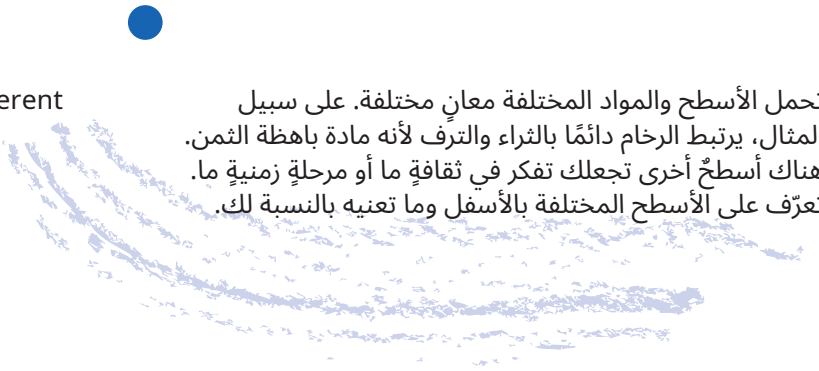 erent
تحمل الأسطح والمواد المختلفة معانٍ مختلفة. على سبيل
المثال، يرتبط الرخام دائمًا بالثراء والترف لأنه مادة باهظة الثمن.
هناك أسطحٌ أخرى تجعلك تفكر في ثقافةٍ ما أو مرحلةٍ زمنيةٍ ما.
تعرّف على الأسطح المختلفة بالأسفل وما تعنيه بالنسبة لك.